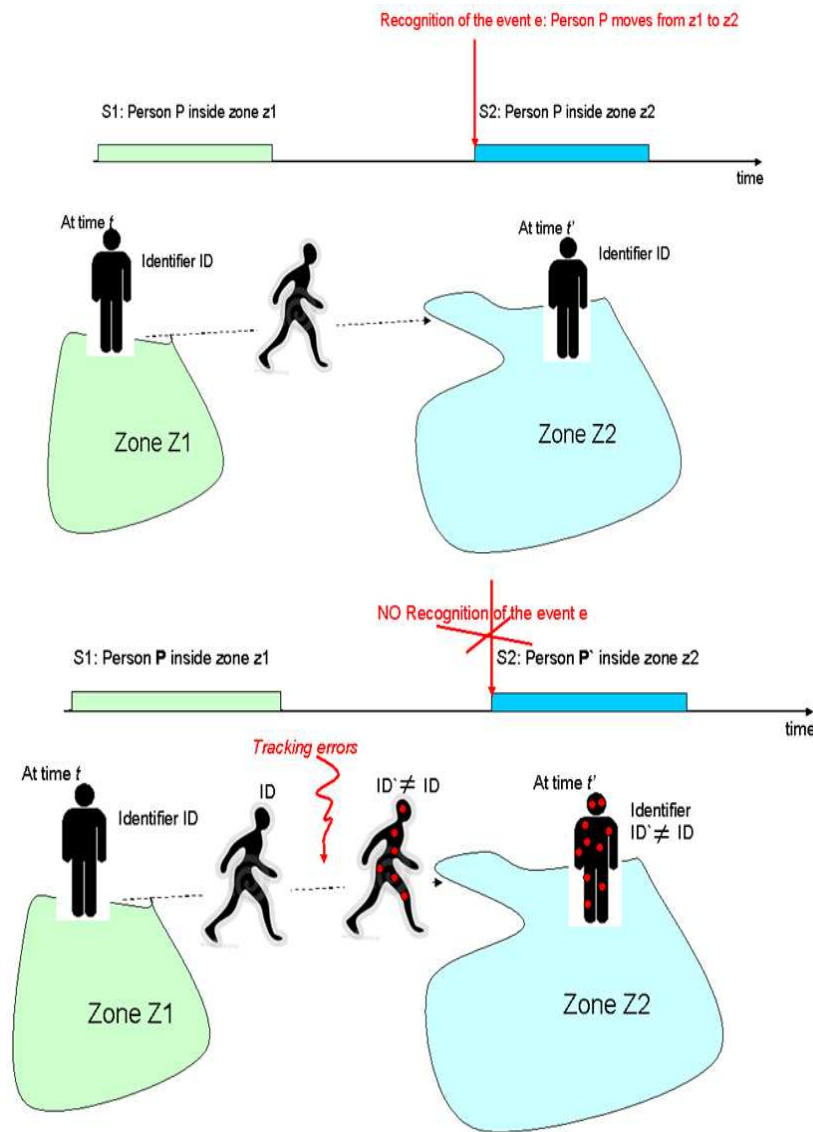 Recognition of the event e: Person P moves from z1 to z2
S1: Person P inside zone z1
S2: Person P inside zone z2
time
At time t
Identifier ID
At time t'
Identifier ID
Zone Z1
Zone Z2
NO Recognition of the event e
S1: Person P inside zone z1
S2: Person P` inside zone z2
time
Tracking errors
At time t
Identifier ID
ID
ID` ≠ ID
At time t'
Identifier
ID` ≠ ID
Zone Z1
Zone Z2